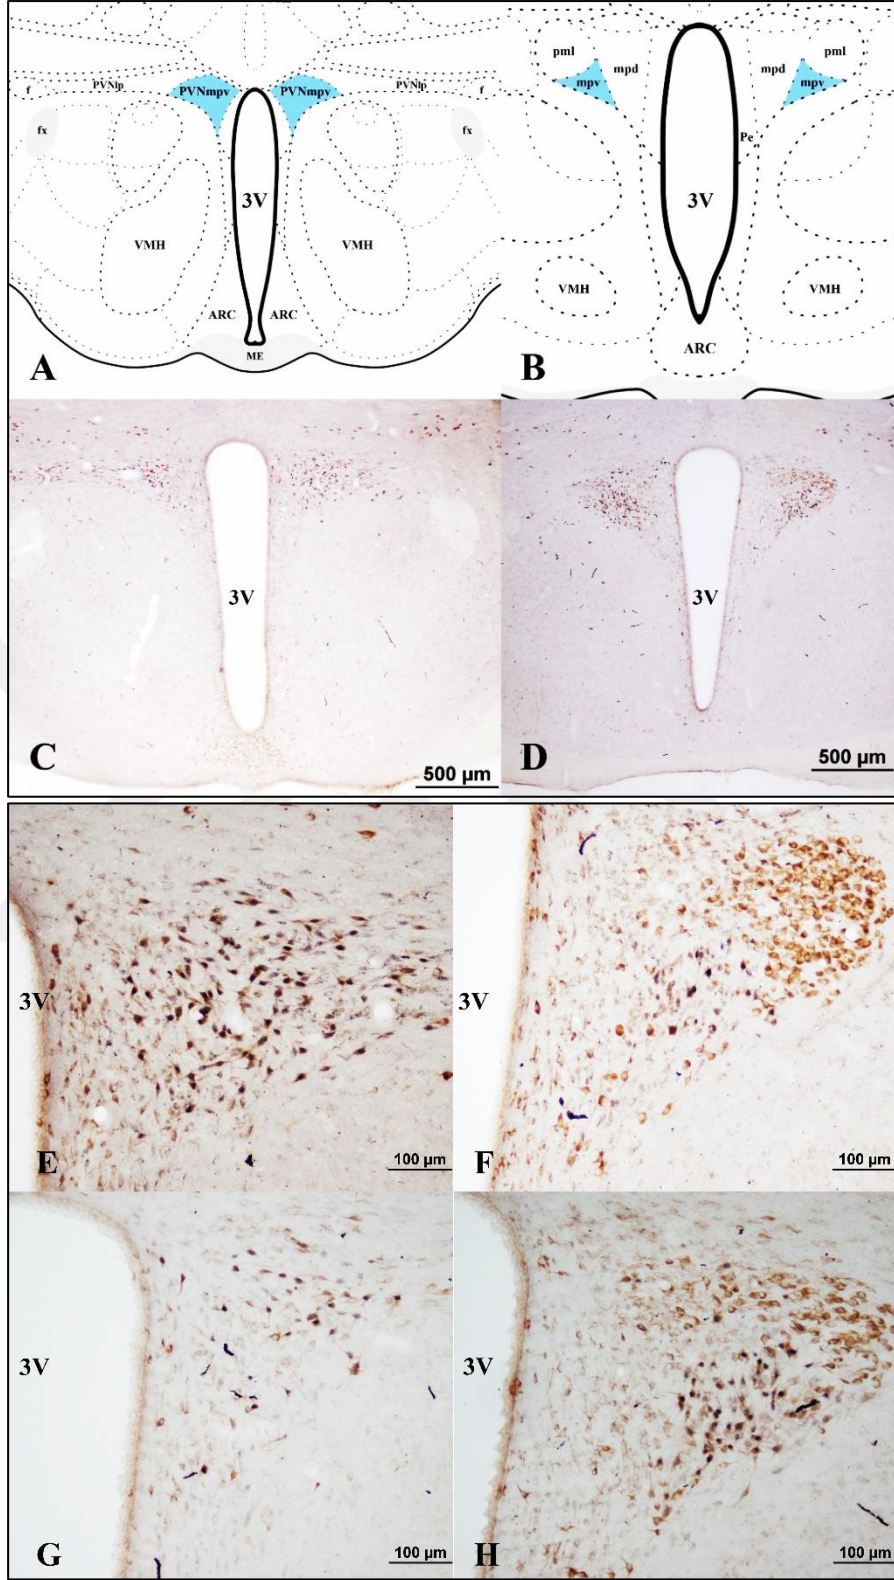 PVNlp PVNmpv PVNmpv PVNlp
f f
fx fx
3V
VMH VMH
ARC ARC
ME
A
pml mpd mpd pml
mpv mpv
Pe
3V
VMH VMH
ARC
B
3V
C
500 µm
3V
D
500 µm
3V
E
100 µm
3V
F
100 µm
3V
G
100 µm
H
100 µm
3V